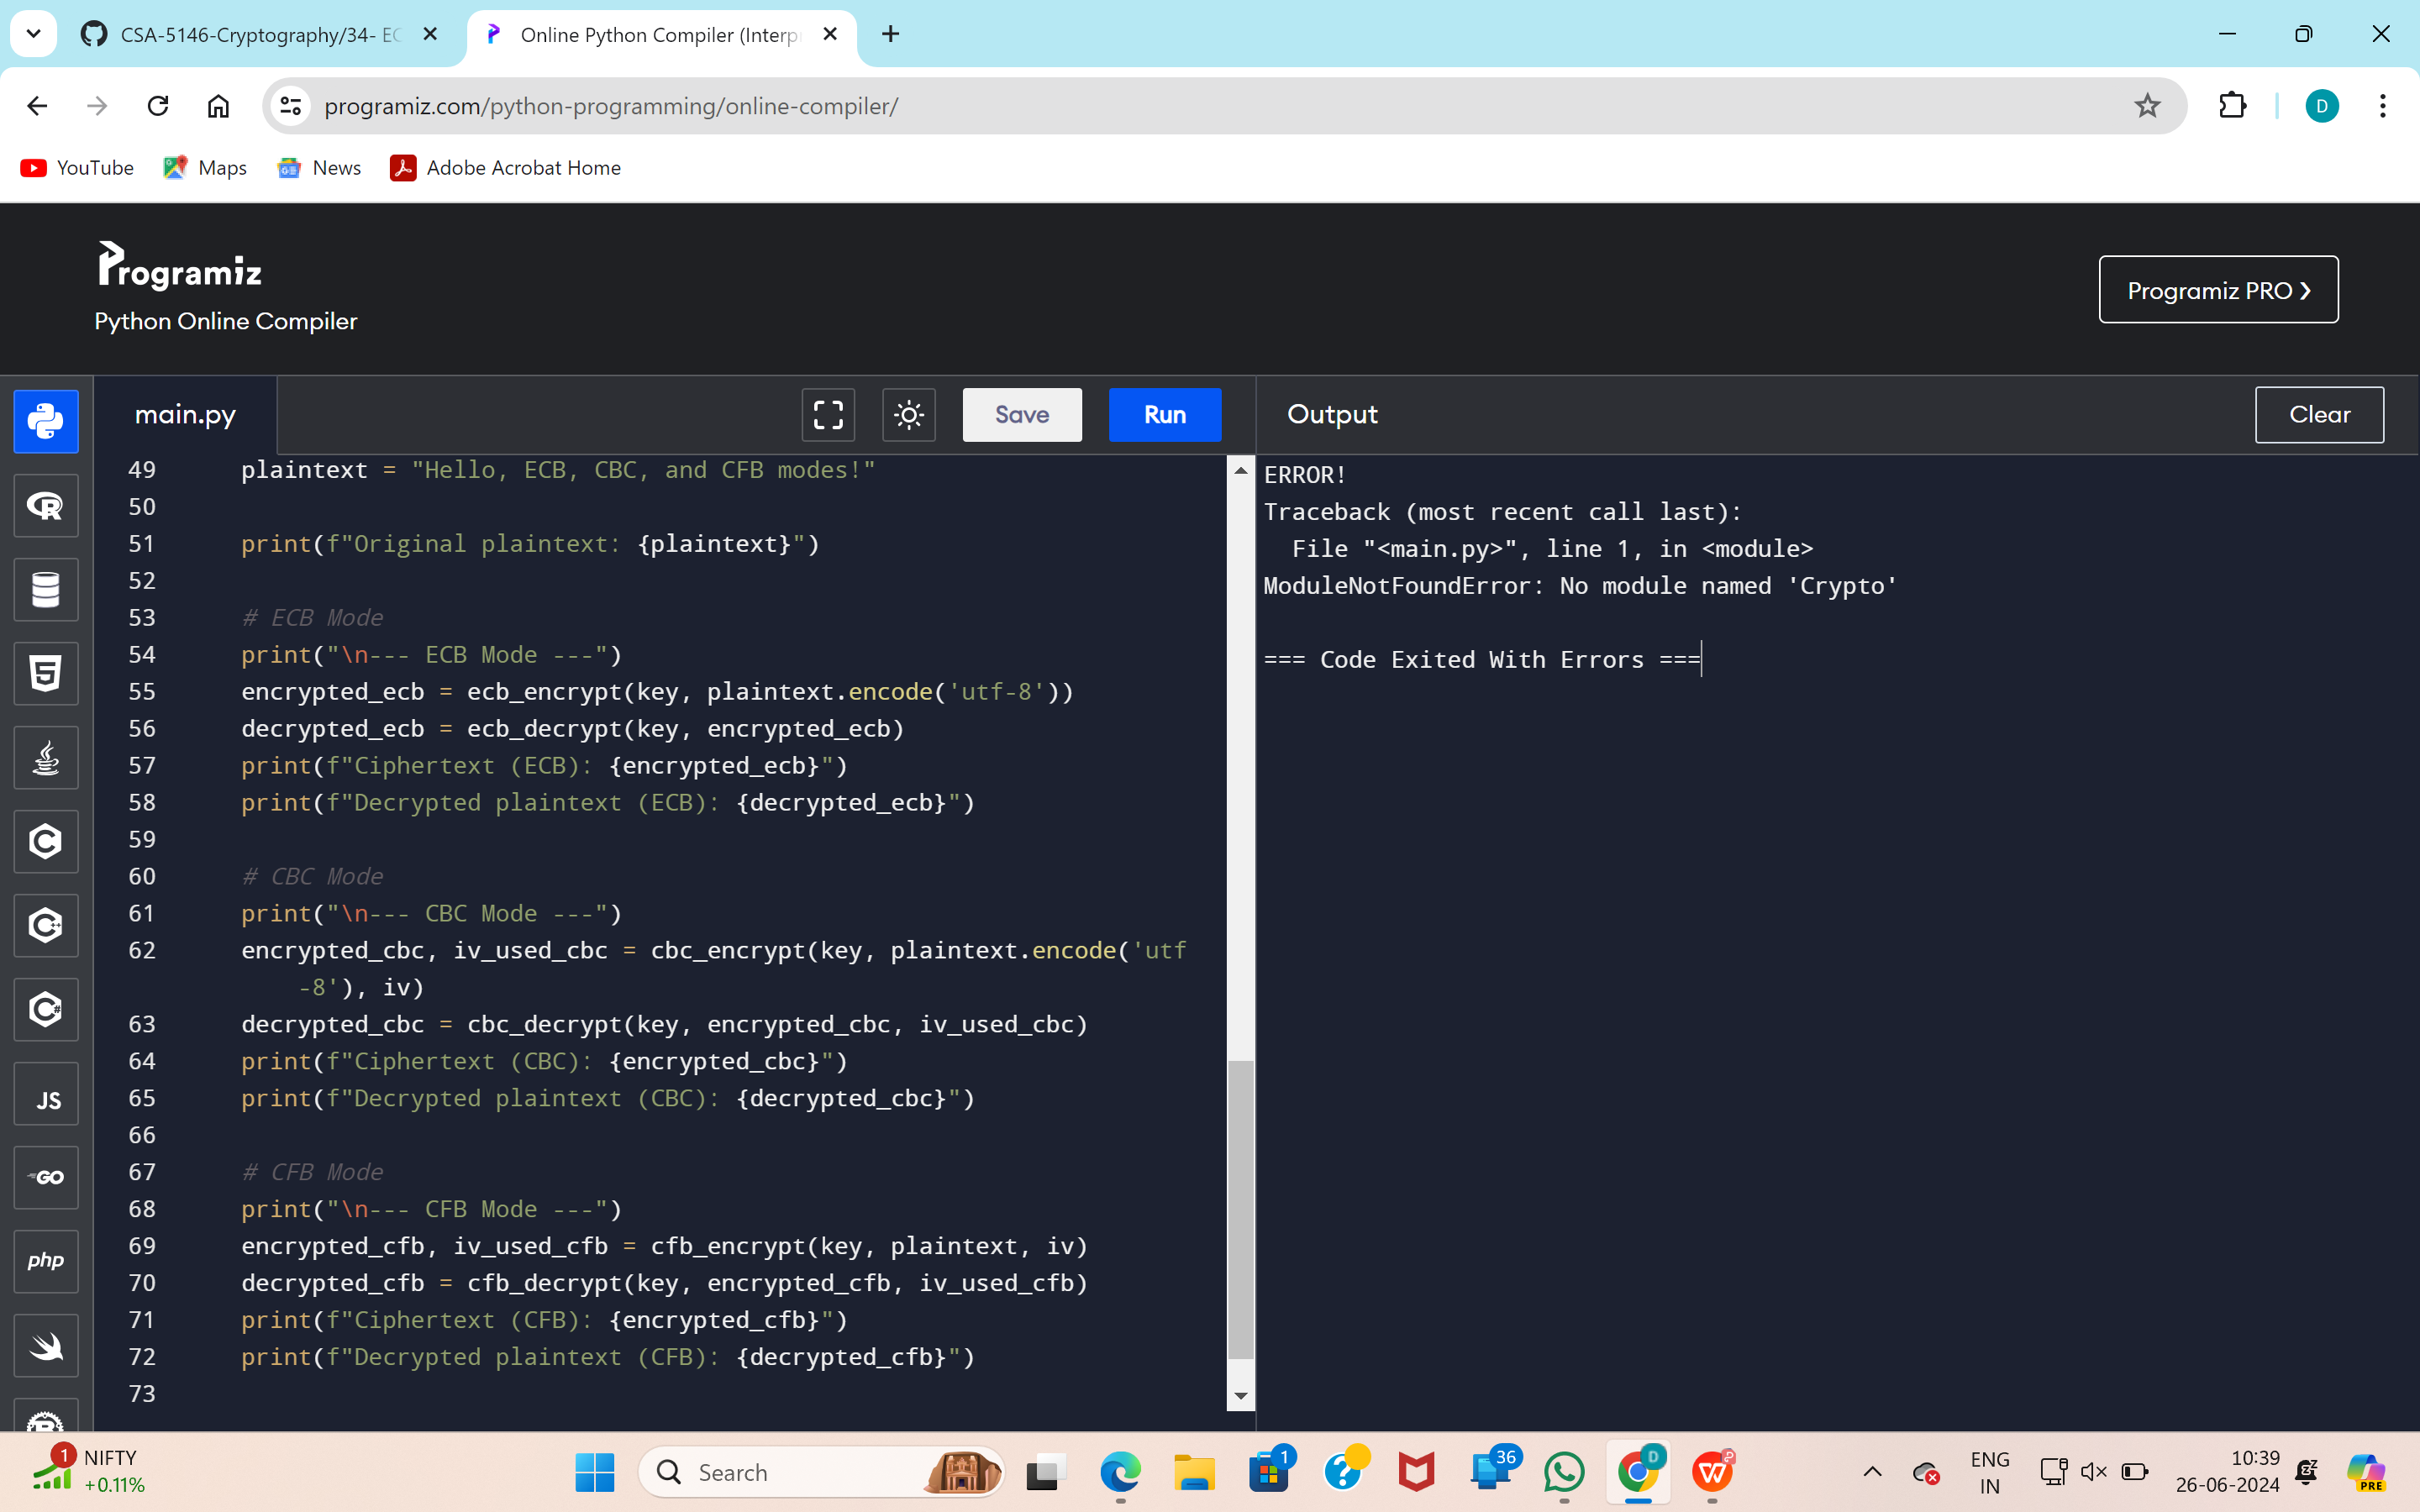 CSA-5146-Cryptography/34- EC
Online Python Compiler (Interp
programiz.com/python-programming/online-compiler/
D
YouTube
Maps
News
Adobe Acrobat Home
Programiz
Python Online Compiler
Programiz PRO ❯
main.py
Save
Run
Output
Clear
49 plaintext = "Hello, ECB, CBC, and CFB modes!"
50
51 print(f"Original plaintext: {plaintext}")
52
53 # ECB Mode
54 print("\n--- ECB Mode ---")
55 encrypted_ecb = ecb_encrypt(key, plaintext.encode('utf-8'))
56 decrypted_ecb = ecb_decrypt(key, encrypted_ecb)
57 print(f"Ciphertext (ECB): {encrypted_ecb}")
58 print(f"Decrypted plaintext (ECB): {decrypted_ecb}")
59
60 # CBC Mode
61 print("\n--- CBC Mode ---")
62 encrypted_cbc, iv_used_cbc = cbc_encrypt(key, plaintext.encode('utf
-8'), iv)
63 decrypted_cbc = cbc_decrypt(key, encrypted_cbc, iv_used_cbc)
64 print(f"Ciphertext (CBC): {encrypted_cbc}")
65 print(f"Decrypted plaintext (CBC): {decrypted_cbc}")
66
67 # CFB Mode
68 print("\n--- CFB Mode ---")
69 encrypted_cfb, iv_used_cfb = cfb_encrypt(key, plaintext, iv)
70 decrypted_cfb = cfb_decrypt(key, encrypted_cfb, iv_used_cfb)
71 print(f"Ciphertext (CFB): {encrypted_cfb}")
72 print(f"Decrypted plaintext (CFB): {decrypted_cfb}")
73
ERROR!
Traceback (most recent call last):
File "<main.py>", line 1, in <module>
ModuleNotFoundError: No module named 'Crypto'
=== Code Exited With Errors ===
R
5
C
C++
C#
JS
GO
php
1
NIFTY
+0.11%
Search
1
36
D
W
ENG
IN
10:39
26-06-2024
PRE